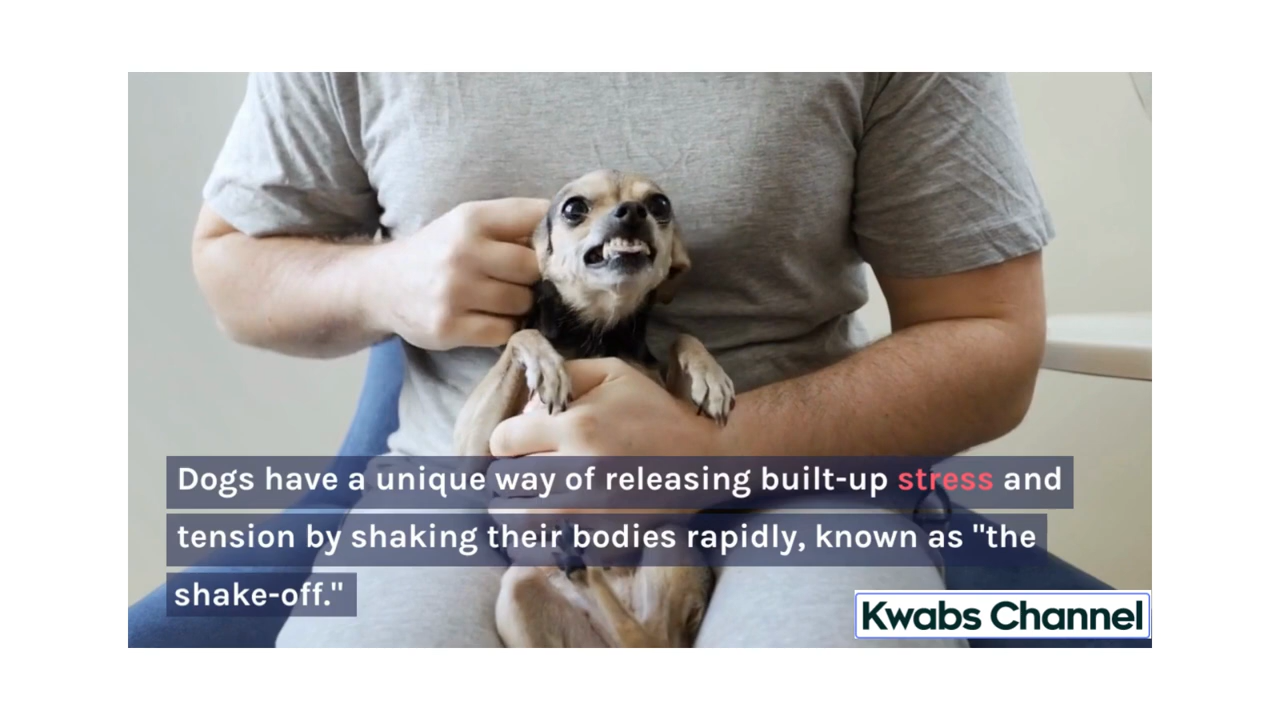 Dogs have a unique way of releasing built-up stress and
tension by shaking their bodies rapidly, known as "the
shake-off."
Kwabs Channel